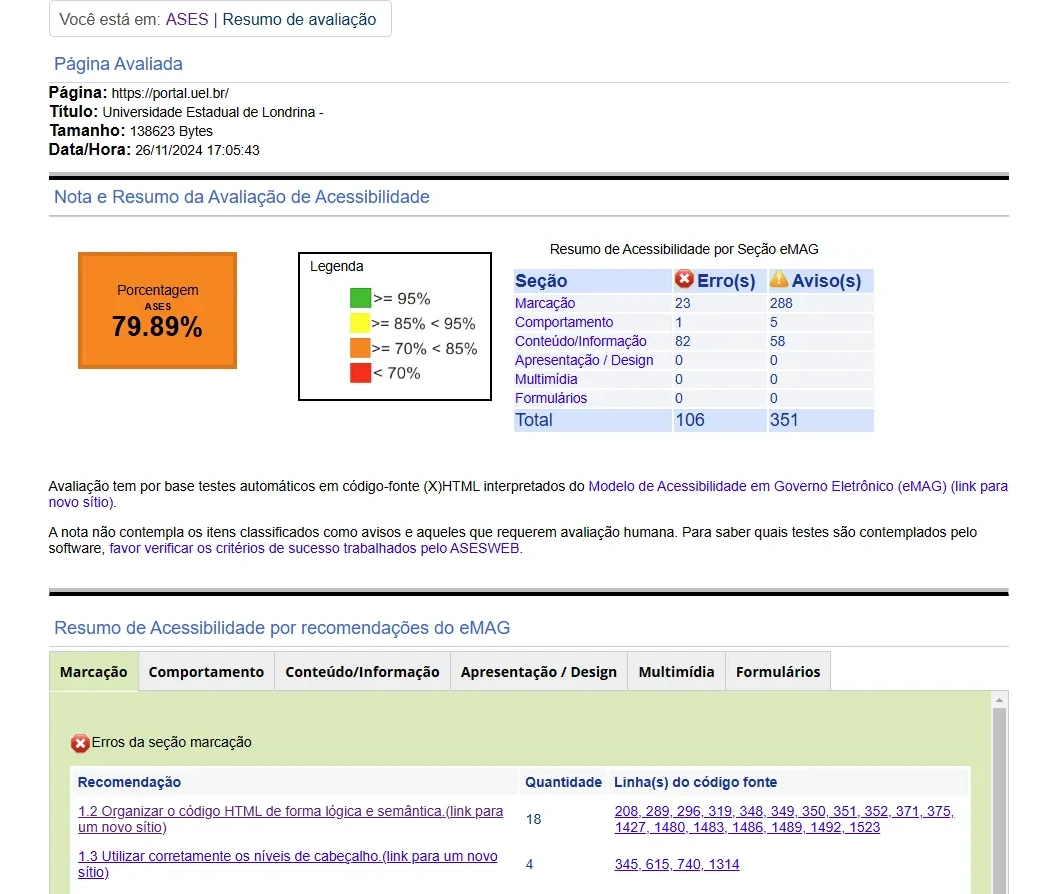 Você está em: ASES | Resumo de avaliação
Página Avaliada
Página: https://portal.uel.br/
Título: Universidade Estadual de Londrina -
Tamanho: 138623 Bytes
Data/Hora: 26/11/2024 17:05:43
Nota e Resumo da Avaliação de Acessibilidade
Porcentagem
ASES
79.89%
Legenda
>= 95%
>= 85% < 95%
>= 70% < 85%
< 70%
Resumo de Acessibilidade por Seção eMAG
Seção Erro(s) Aviso(s)
Marcação 23 288
Comportamento 1 5
Conteúdo/Informação 82 58
Apresentação / Design 0 0
Multimídia 0 0
Formulários 0 0
Total 106 351
Avaliação tem por base testes automáticos em código-fonte (X)HTML interpretados do Modelo de Acessibilidade em Governo Eletrônico (eMAG) (link para
novo sítio).
A nota não contempla os itens classificados como avisos e aqueles que requerem avaliação humana. Para saber quais testes são contemplados pelo
software, favor verificar os critérios de sucesso trabalhados pelo ASESWEB.
Resumo de Acessibilidade por recomendações do eMAG
Marcação Comportamento Conteúdo/Informação Apresentação / Design Multimídia Formulários
Erros da seção marcação
Recomendação Quantidade Linha(s) do código fonte
1.2 Organizar o código HTML de forma lógica e semântica.(link para
um novo sítio)
18
208, 289, 296, 319, 348, 349, 350, 351, 352, 371, 375,
1427, 1480, 1483, 1486, 1489, 1492, 1523
1.3 Utilizar corretamente os níveis de cabeçalho.(link para um novo
sítio)
4
345, 615, 740, 1314